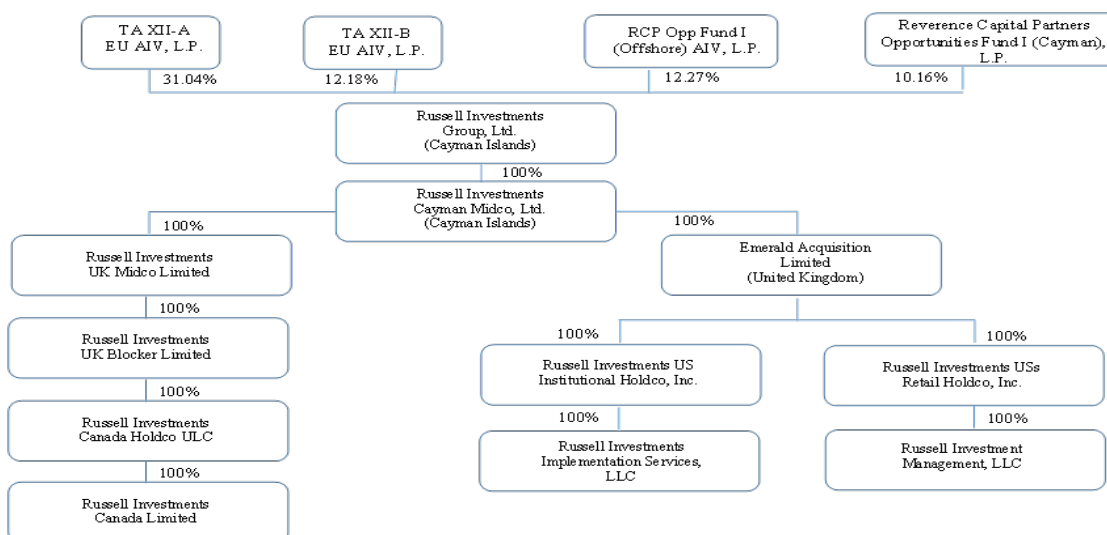 TA XII-A
EU AIV, L.P.
TA XII-B
EU AIV, L.P.
RCP Opp Fund I
(Offshore) AIV, L.P.
Reverence Capital Partners
Opportunities Fund I (Cayman),
L.P.
31.04%
12.18%
12.27%
10.16%
Russell Investments
Group, Ltd.
(Cayman Islands)
100%
Russell Investments
Cayman Midco, Ltd.
(Cayman Islands)
100%
100%
Russell Investments
UK Midco Limited
Emerald Acquisition
Limited
(United Kingdom)
100%
Russell Investments
UK Blocker Limited
100%
100%
Russell Investments US
Institutional Holdco, Inc.
Russell Investments USs
Retail Holdco, Inc.
100%
Russell Investments
Canada Holdco ULC
100%
100%
Russell Investments
Implementation Services,
LLC
Russell Investment
Management, LLC
100%
Russell Investments
Canada Limited